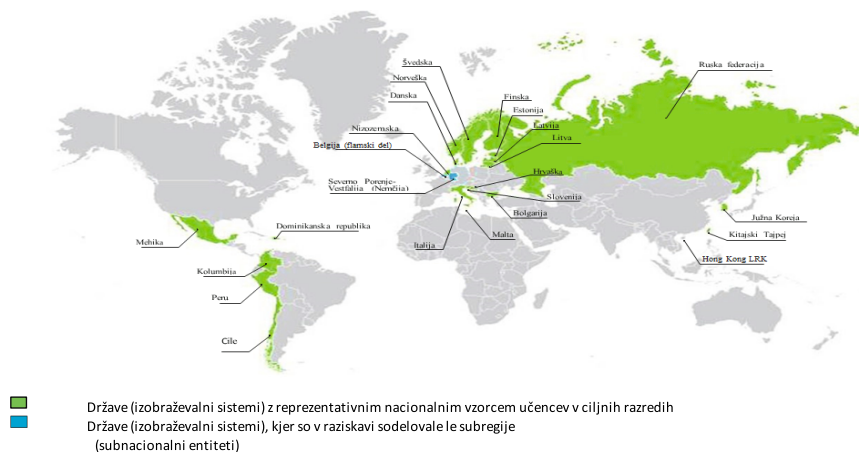 Švedska
Ruska federacija
Norveška
Danska
Finska
Estonija
Nizozemska
Latvija
Litva
Belgija (flamski del)
Hrvaška
Severno Porenje-
Vestfalija (Nemčija)
Slovenija
Bolgarija
Južna Koreja
Dominikanska republika
Malta
Kitajski Tajpej
Mehika
Italija
Hong Kong LRK
Kolumbija
Peru
Čile
Države (izobraževalni sistemi) z reprezentativnim nacionalnim vzorcem učencev v ciljnih razredih
Države (izobraževalni sistemi), kjer so v raziskavi sodelovale le subregije
(subnacionalni entiteti)